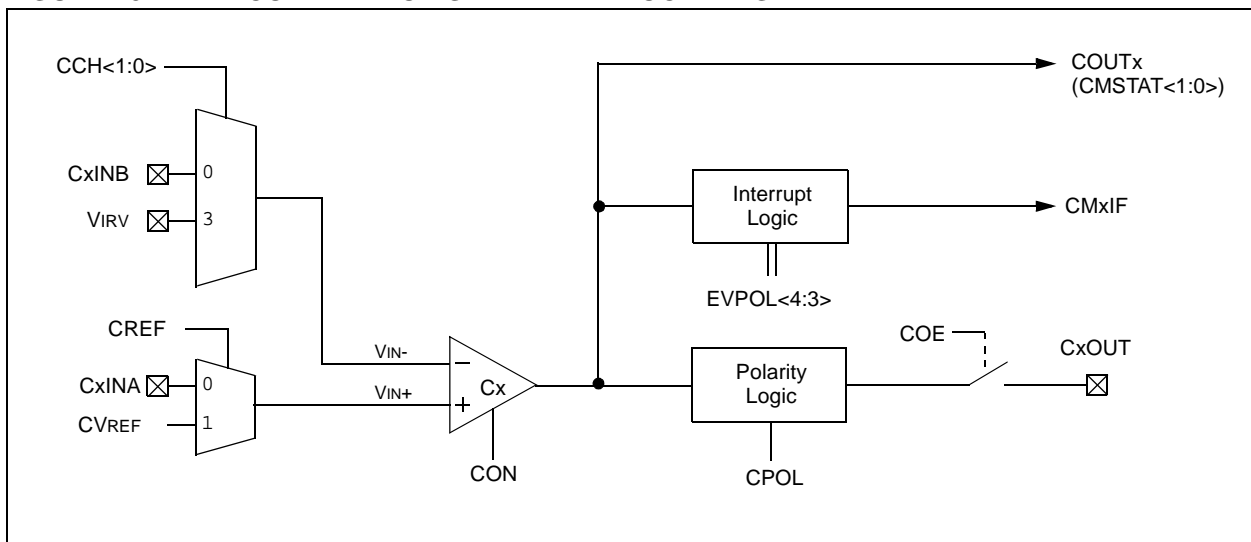 CCH<1:0>
COUTx
(CMSTAT<1:0>)
CxINB
0
VIRV
3
Interrupt
Logic
CMxIF
EVPOL<4:3>
CREF
COE
CxOUT
VIN-
CxINA
0
Cx
Polarity
Logic
VIN+
CVREF
1
CON
CPOL